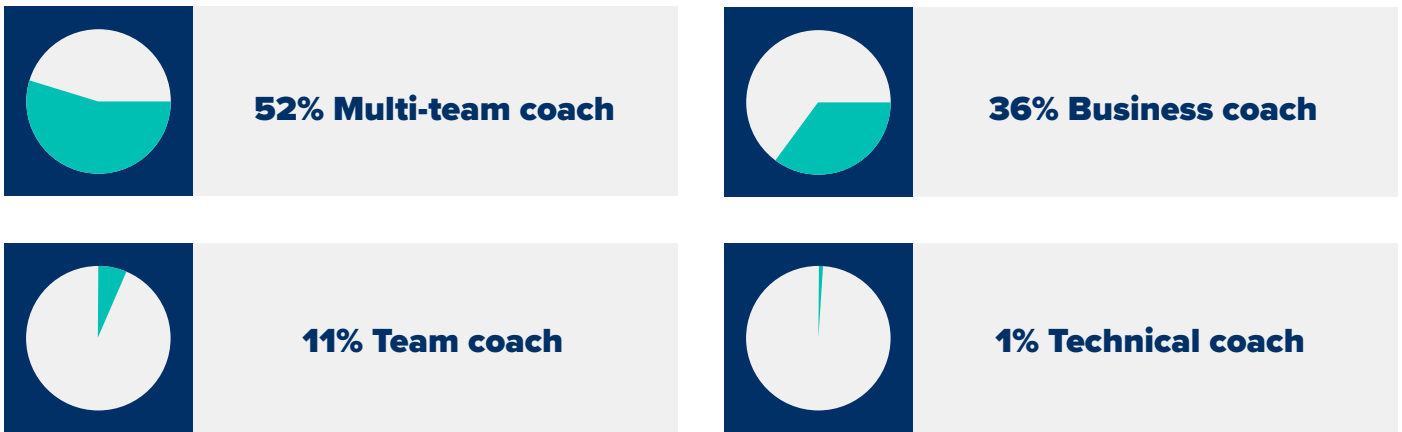 52% Multi-team coach
36% Business coach
11% Team coach
1% Technical coach